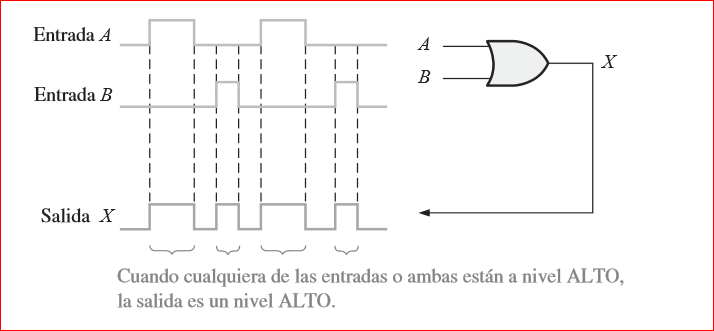 Entrada A
A
X
Entrada B
B
Salida X
Cuando cualquiera de las entradas o ambas están a nivel ALTO,
la salida es un nivel ALTO.